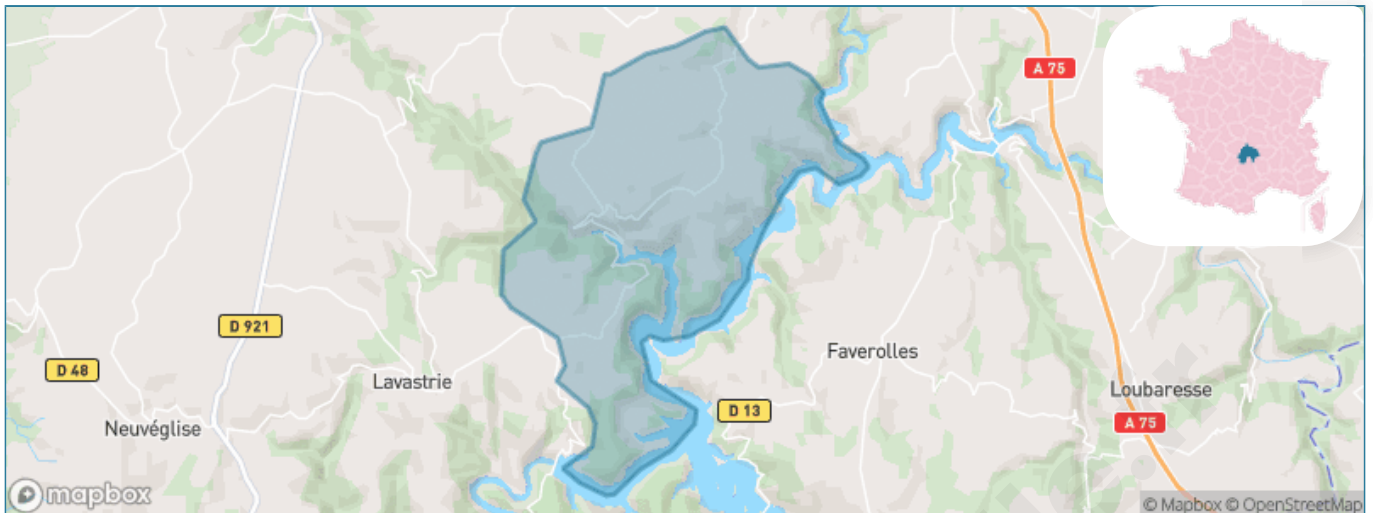 A 75
D 921
Faverolles
D 48
Lavastrie
Loubaresse
D 13
A 75
Neuvéglise
mapbox
© Mapbox © OpenStreetMap